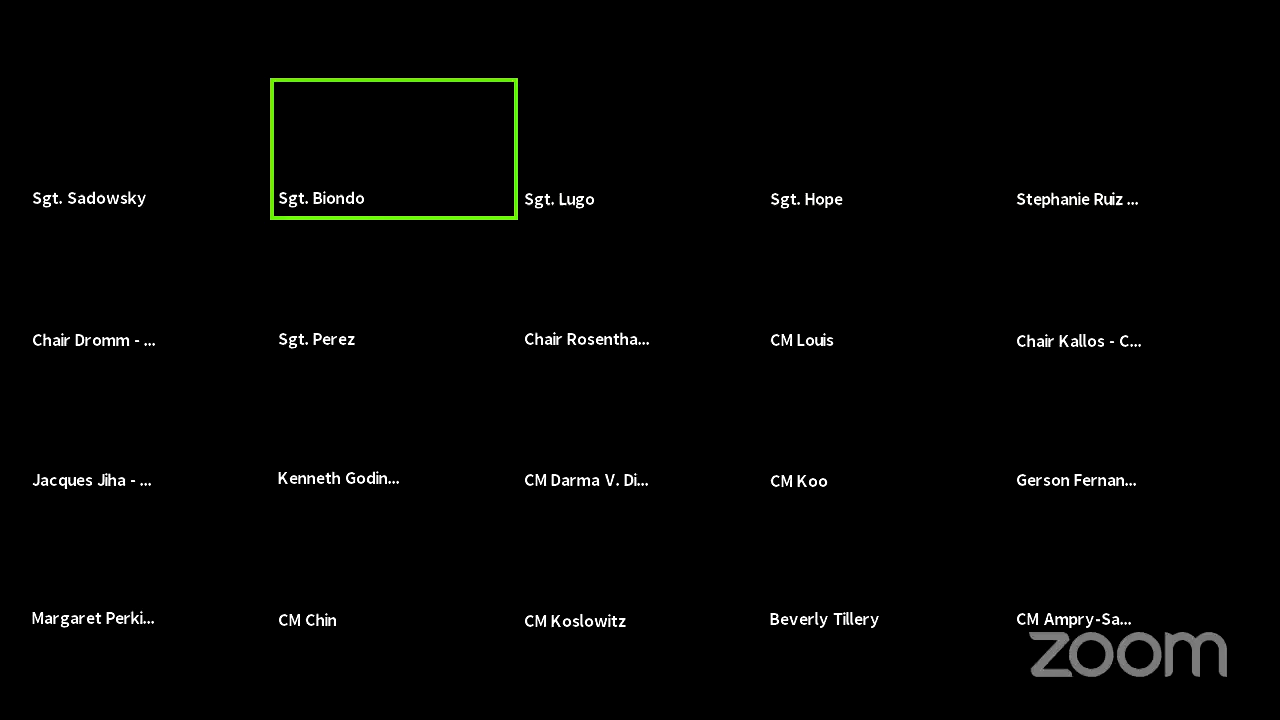 Sgt. Sadowsky
Sgt. Biondo
Sgt. Lugo
Sgt. Hope
Stephanie Ruiz ...
Chair Dromm - ...
Sgt. Perez
Chair Rosentha...
CM Louis
Chair Kallos - C...
Jacques Jiha - ...
Kenneth Godin...
CM Darma V. Di...
CM Koo
Gerson Fernan...
Margaret Perki...
CM Chin
CM Koslowitz
Beverly Tillery
CM Ampry-Sa...
zoom